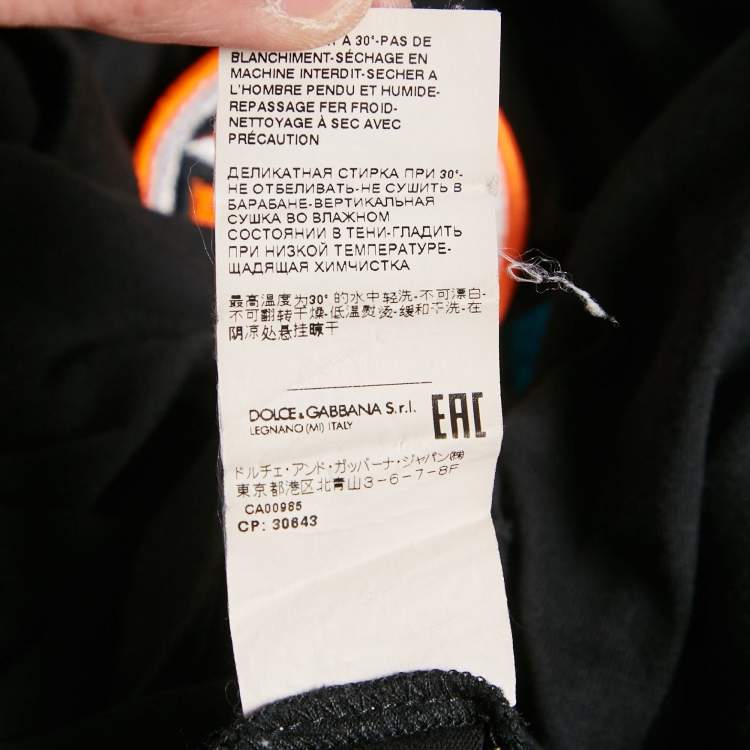 A 30°-PAS DE
BLANCHIMENT-SÉCHAGE EN
MACHINE INTERDIT-SECHER A
L'HOMBRE PENDU ET HUMIDE-
REPASSAGE FER FROID-
NETTOYAGE À SEC AVEC
PRÉCAUTION
ДЕЛИКАТНАЯ СТИРКА ПРИ 30°-
НЕ ОТБЕЛИВАТЬ-НЕ СУШИТЬ В
БАРАБАНЕ-ВЕРТИКАЛЬНАЯ
СУШКА ВО ВЛАЖНОМ
СОСТОЯНИИ В ТЕНИ-ГЛАДИТЬ
ПРИ НИЗКОЙ ТЕМПЕРАТУРЕ-
ЩАДЯЩАЯ ХИМЧИСТКА
最高温度为30° 的水中轻洗-不可漂白-
不可翻转干燥-低温熨烫-缓和干洗-在
阴凉处悬挂晾干
DOLCE & GABBANA S.r.l.
LEGNANO (MI) ITALY
EAC
ドルチェ・アンド・ガッバーナ・ジャパン㈱
東京都港区北青山3-6-7-8F
CA00985
CP: 30643